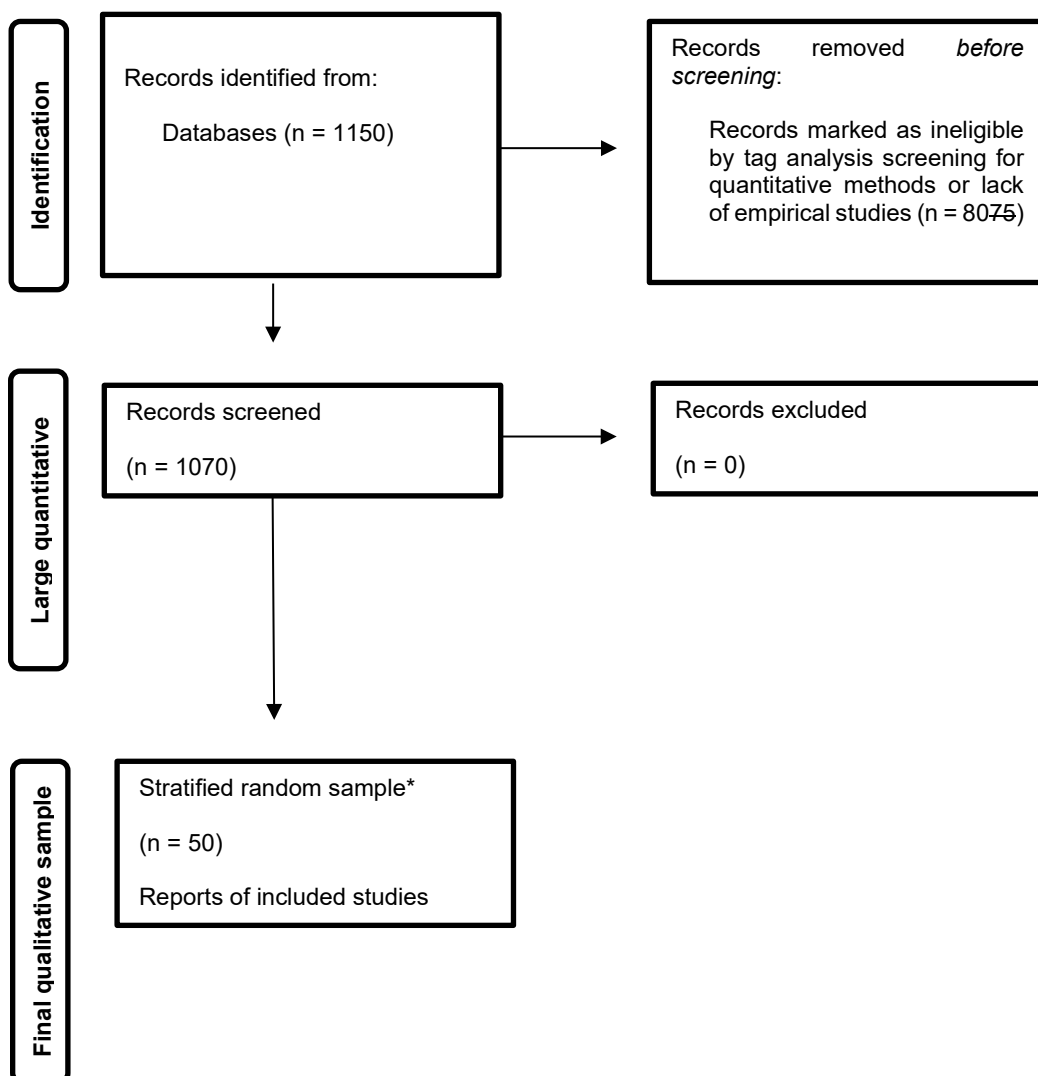 Identification
Records identified from:
Databases (n = 1150)
Records removed before
screening:
Records marked as ineligible
by tag analysis screening for
quantitative methods or lack
of empirical studies (n = 8075)
Large quantitative
Records screened
(n = 1070)
Records excluded
(n = 0)
Final qualitative sample
Stratified random sample*
(n = 50)
Reports of included studies